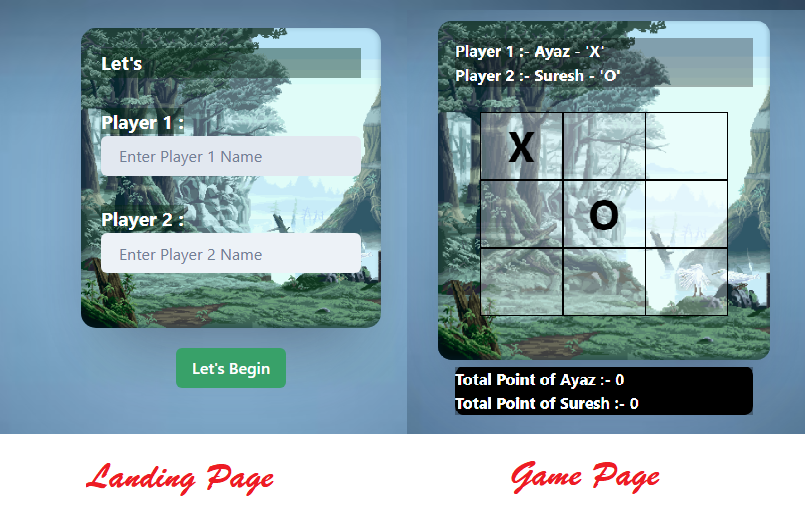 Let's
Player 1 :
Enter Player 1 Name
Player 2 :
Enter Player 2 Name
Let's Begin
Landing Page
Player 1 :- Ayaz - 'X'
Player 2 :- Suresh - 'O'
X
O
Total Point of Ayaz :- 0
Total Point of Suresh :- 0
Game Page